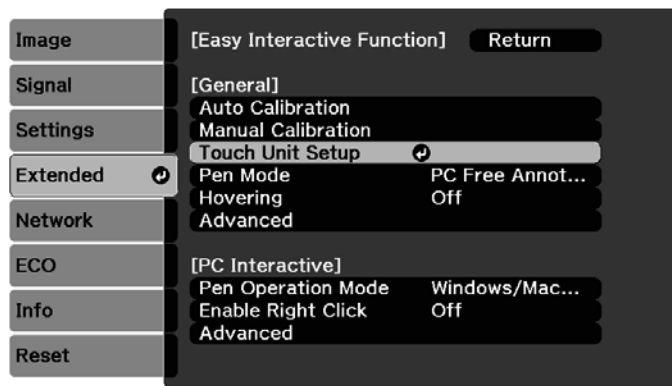 Image
Signal
Settings
Extended
Network
ECO
Info
Reset
[Easy Interactive Function] Return
[General]
Auto Calibration
Manual Calibration
Touch Unit Setup
Pen Mode PC Free Annot...
Hovering Off
Advanced
[PC Interactive]
Pen Operation Mode Windows/Mac...
Enable Right Click Off
Advanced